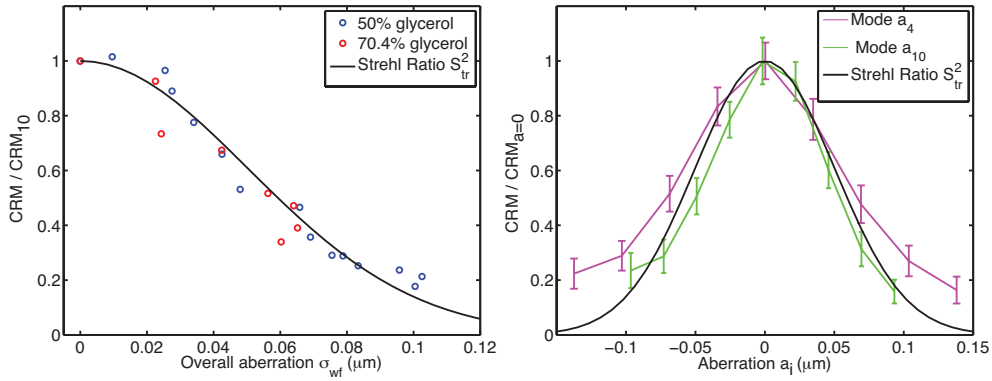 50% glycerol
70.4% glycerol
Strehl Ratio S²tr
CRM / CRM10
1
0.8
0.6
0.4
0.2
0
0 0.02 0.04 0.06 0.08 0.1 0.12
Overall aberration σwf (μm)
Mode a4
Mode a10
Strehl Ratio S²tr
CRM / CRMa=0
1
0.8
0.6
0.4
0.2
0
−0.1 −0.05 0 0.05 0.1 0.15
Aberration ai (μm)